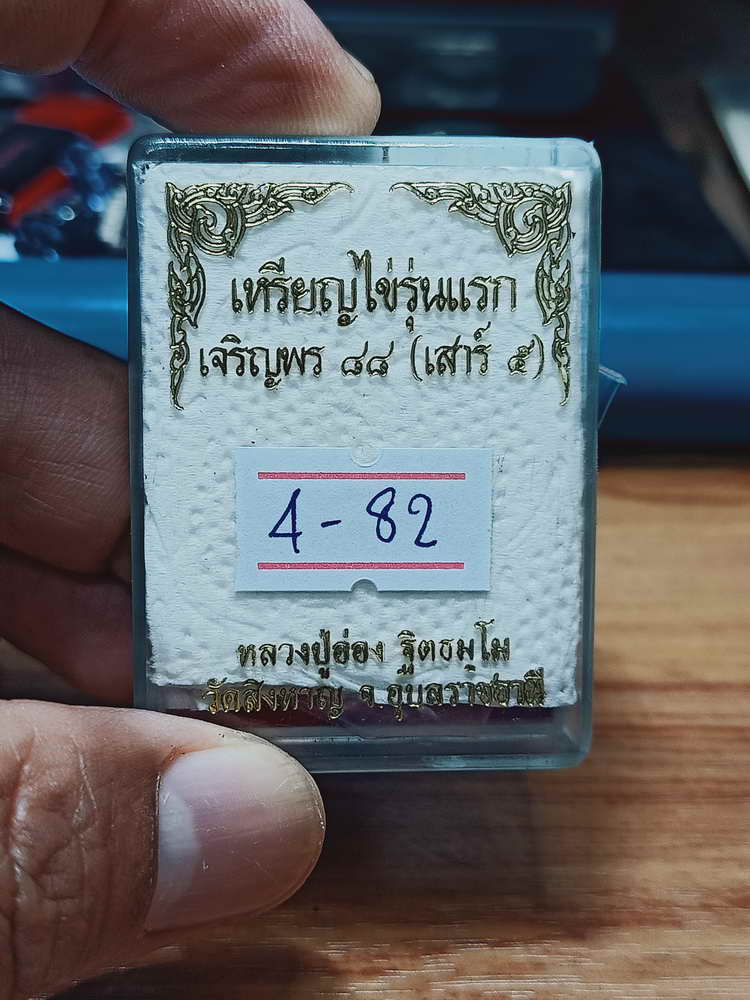 เหรียญไข่รุ่นแรก
เจริญพร ๘๘ (เสาร์ ๕)
4-82
หลวงปู่ฮ่อง ฐิตธมฺโม
วัดสิงหาญ จ.อุบลราชธานี